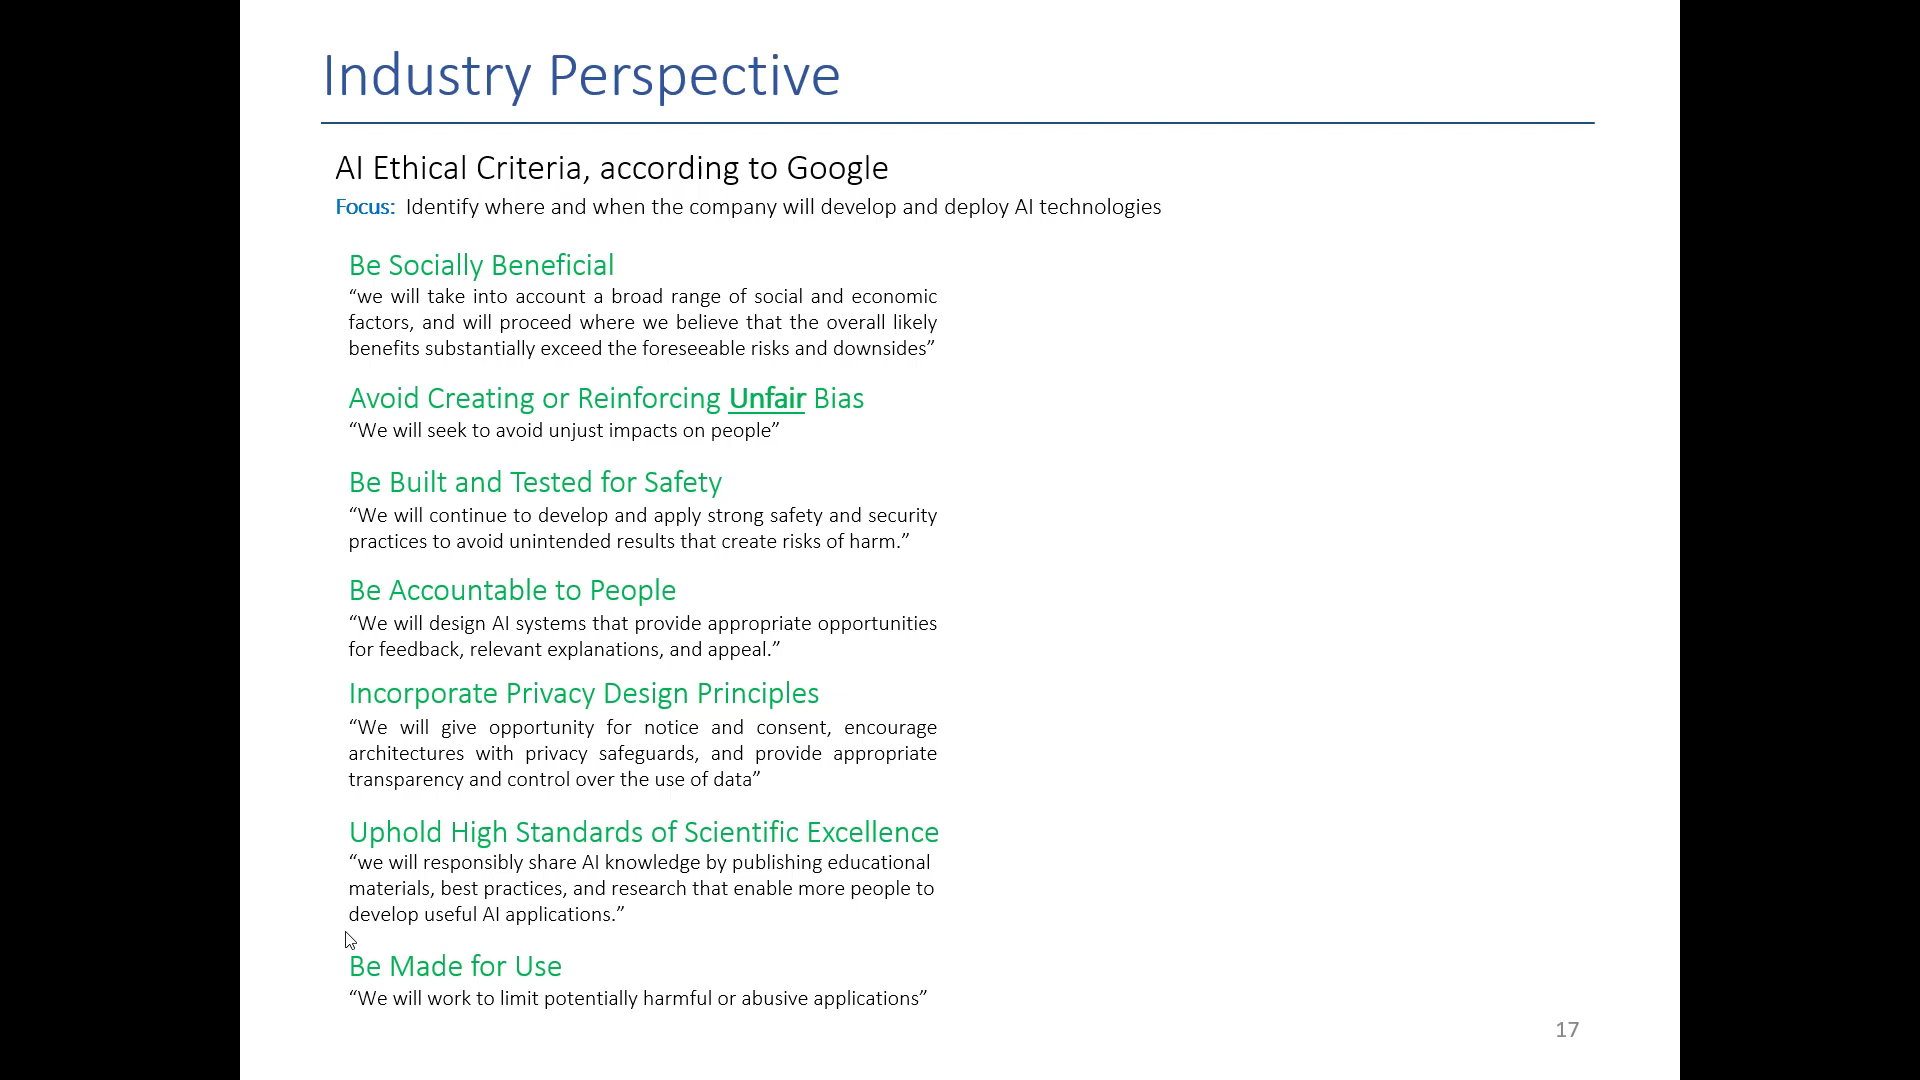 Industry Perspective
AI Ethical Criteria, according to Google
Focus: Identify where and when the company will develop and deploy AI technologies
Be Socially Beneficial
“we will take into account a broad range of social and economic
factors, and will proceed where we believe that the overall likely
benefits substantially exceed the foreseeable risks and downsides”
Avoid Creating or Reinforcing Unfair Bias
“We will seek to avoid unjust impacts on people”
Be Built and Tested for Safety
“We will continue to develop and apply strong safety and security
practices to avoid unintended results that create risks of harm.”
Be Accountable to People
“We will design AI systems that provide appropriate opportunities
for feedback, relevant explanations, and appeal.”
Incorporate Privacy Design Principles
“We will give opportunity for notice and consent, encourage
architectures with privacy safeguards, and provide appropriate
transparency and control over the use of data”
Uphold High Standards of Scientific Excellence
“we will responsibly share AI knowledge by publishing educational
materials, best practices, and research that enable more people to
develop useful AI applications.”
Be Made for Use
“We will work to limit potentially harmful or abusive applications”
17